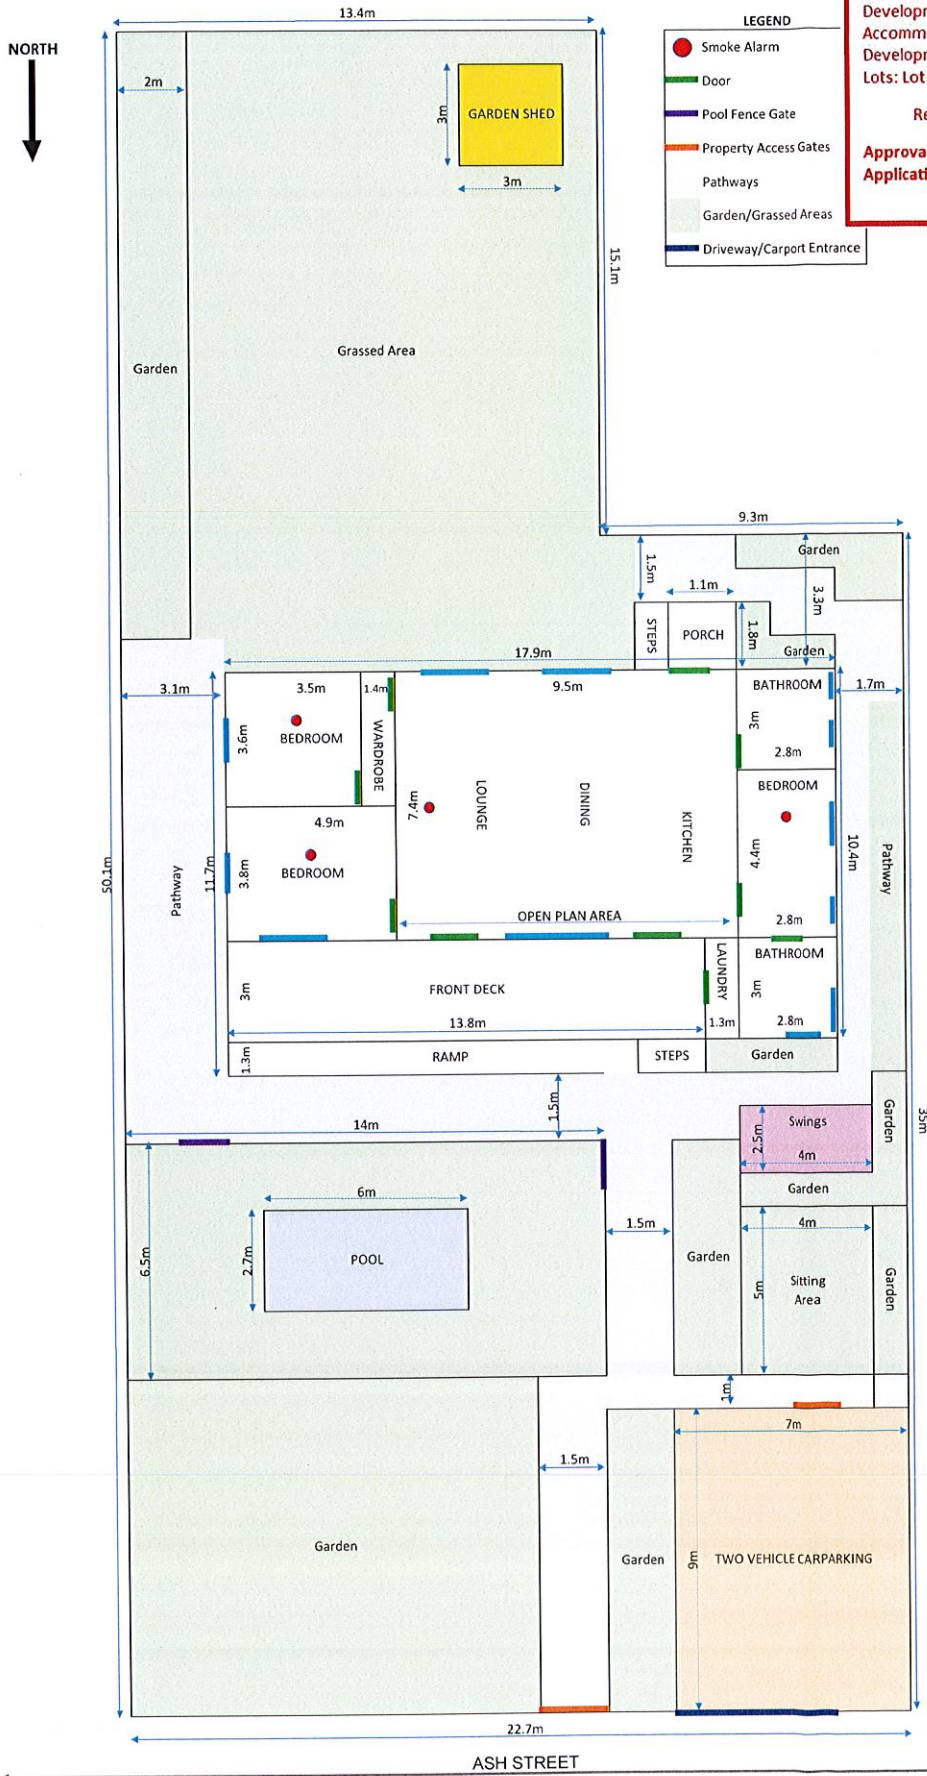 13.4m
NORTH
2m
3m
GARDEN SHED
3m
LEGEND
Smoke Alarm
Door
Pool Fence Gate
Property Access Gates
Pathways
Garden/Grassed Areas
Driveway/Carport Entrance
Lots: Lot
15.1m
Garden
Grassed Area
9.3m
Garden
1.5m
1.1m
3.3m
STEPS
PORCH
1.8m
Garden
17.9m
3.1m
3.5m
1.4m
9.5m
BATHROOM
1.7m
3.6m
BEDROOM
WARDROBE
3m
2.8m
7.4m
LOUNGE
DINING
KITCHEN
BEDROOM
4.9m
3.8m
BEDROOM
4.4m
10.4m
Pathway
50.1m
Pathway
11.7m
OPEN PLAN AREA
2.8m
LAUNDRY
BATHROOM
3m
FRONT DECK
3m
13.8m
1.3m
2.8m
1.3m
RAMP
STEPS
Garden
1.5m
14m
Swings
2.5m
4m
Garden
35m
Garden
6m
1.5m
4m
6.5m
2.7m
POOL
Garden
5m
Sitting
Area
Garden
1m
7m
1.5m
Garden
Garden
9m
TWO VEHICLE CARPARKING
22.7m
ASH STREET